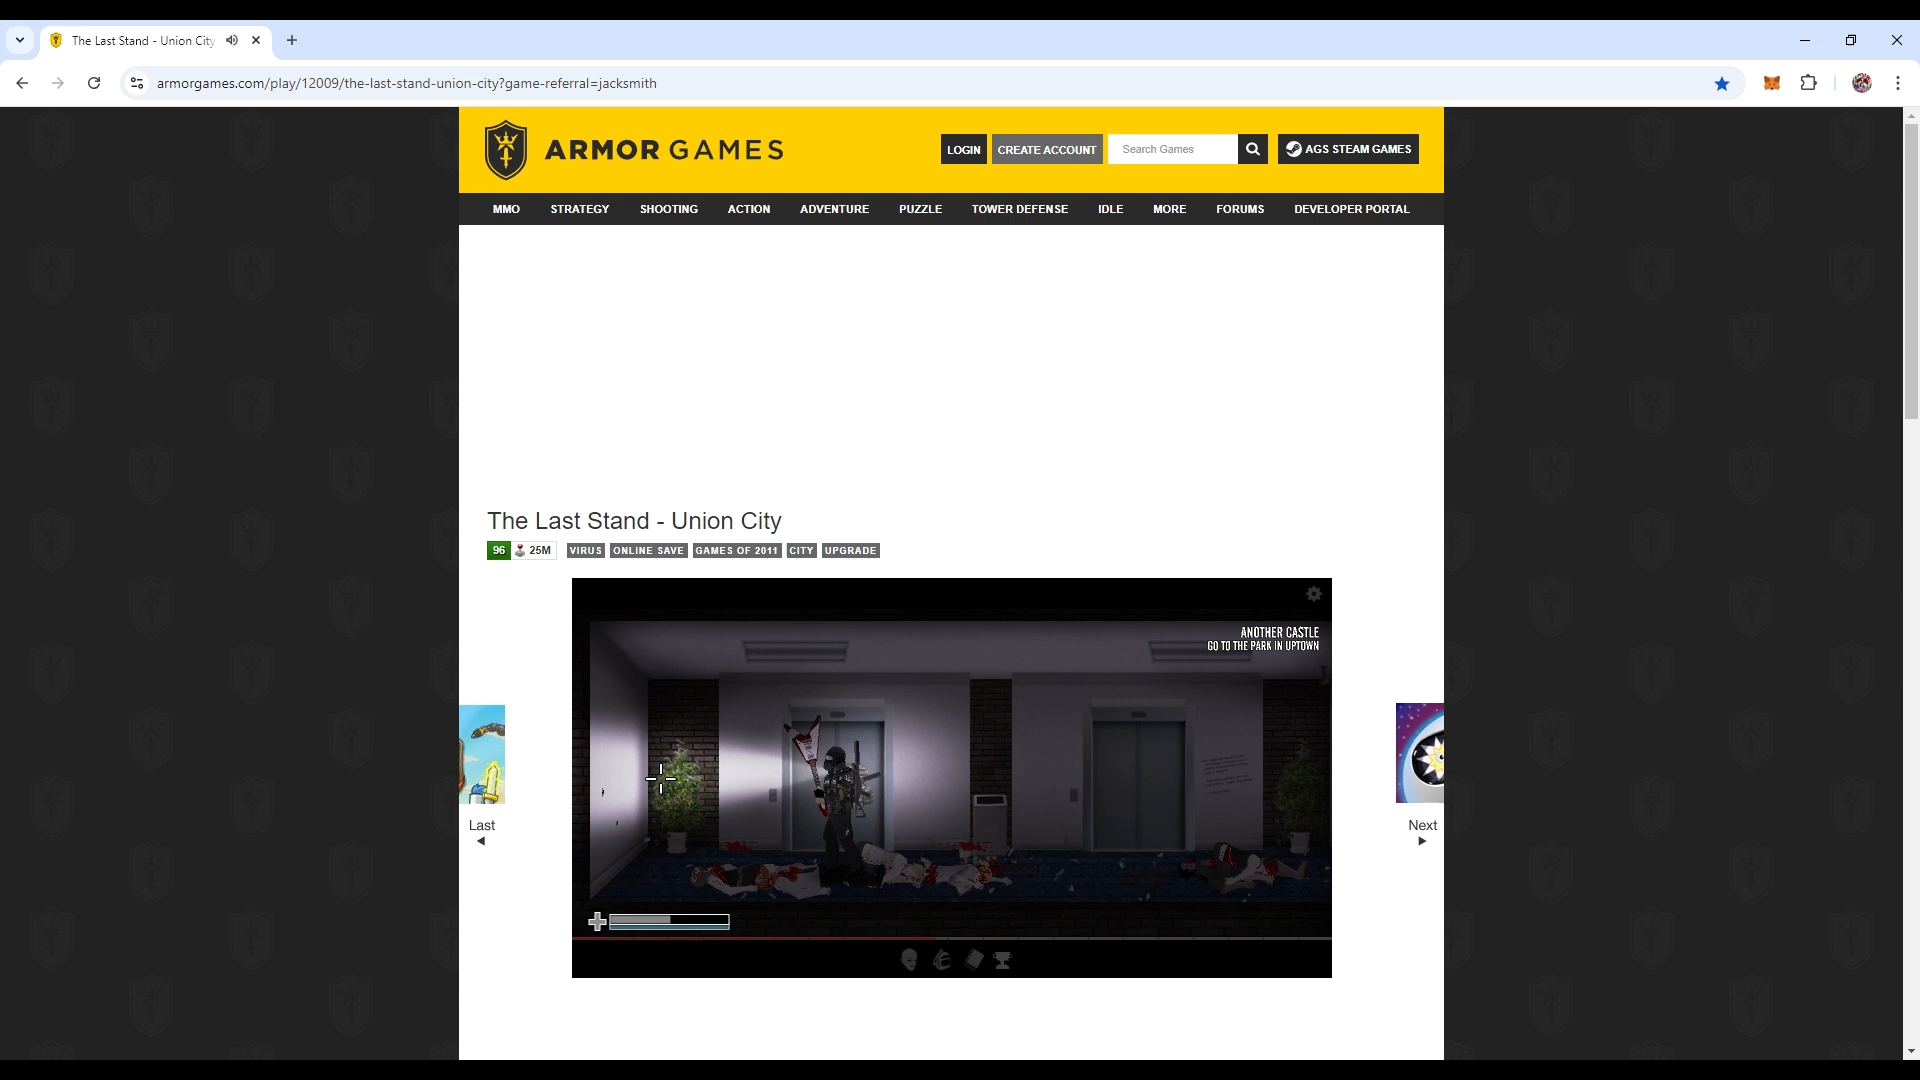 The Last Stand - Union City
armorgames.com/play/12009/the-last-stand-union-city?game-referral=jacksmith
ARMOR GAMES
LOGIN
CREATE ACCOUNT
Search Games
AGS STEAM GAMES
MMO
STRATEGY
SHOOTING
ACTION
ADVENTURE
PUZZLE
TOWER DEFENSE
IDLE
MORE
FORUMS
DEVELOPER PORTAL
The Last Stand - Union City
96
25M
VIRUS
ONLINE SAVE
GAMES OF 2011
CITY
UPGRADE
ANOTHER CASTLE
GO TO THE PARK IN UPTOWN
Last
Next